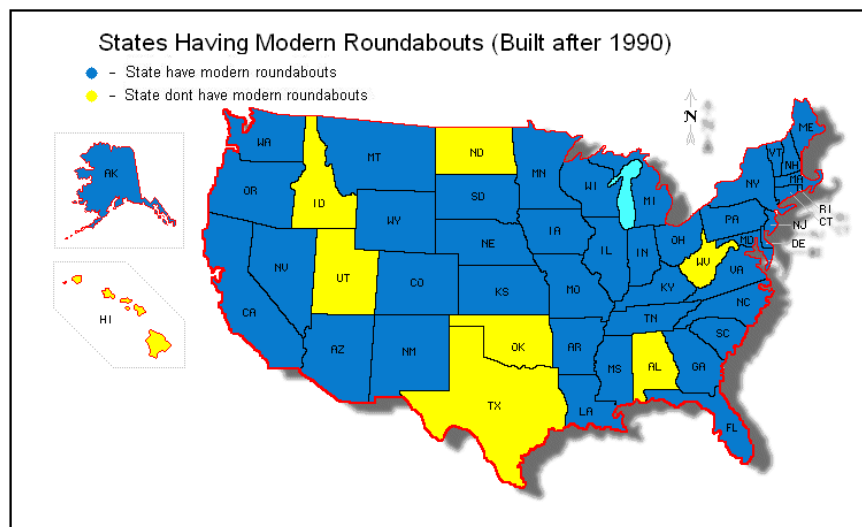 States Having Modern Roundabouts (Built after 1990)
– State have modern roundabouts
– State dont have modern roundabouts
N
ME
WA
VT
NH
MT
ND
MN
AK
OR
ID
SD
WI
MI
NY
MA
RI
CT
WY
IA
PA
NJ
NE
OH
MD
DE
NV
UT
IL
IN
WV
VA
CO
KS
MO
KY
HI
CA
NC
TN
AZ
NM
OK
AR
SC
MS
AL
GA
TX
LA
FL